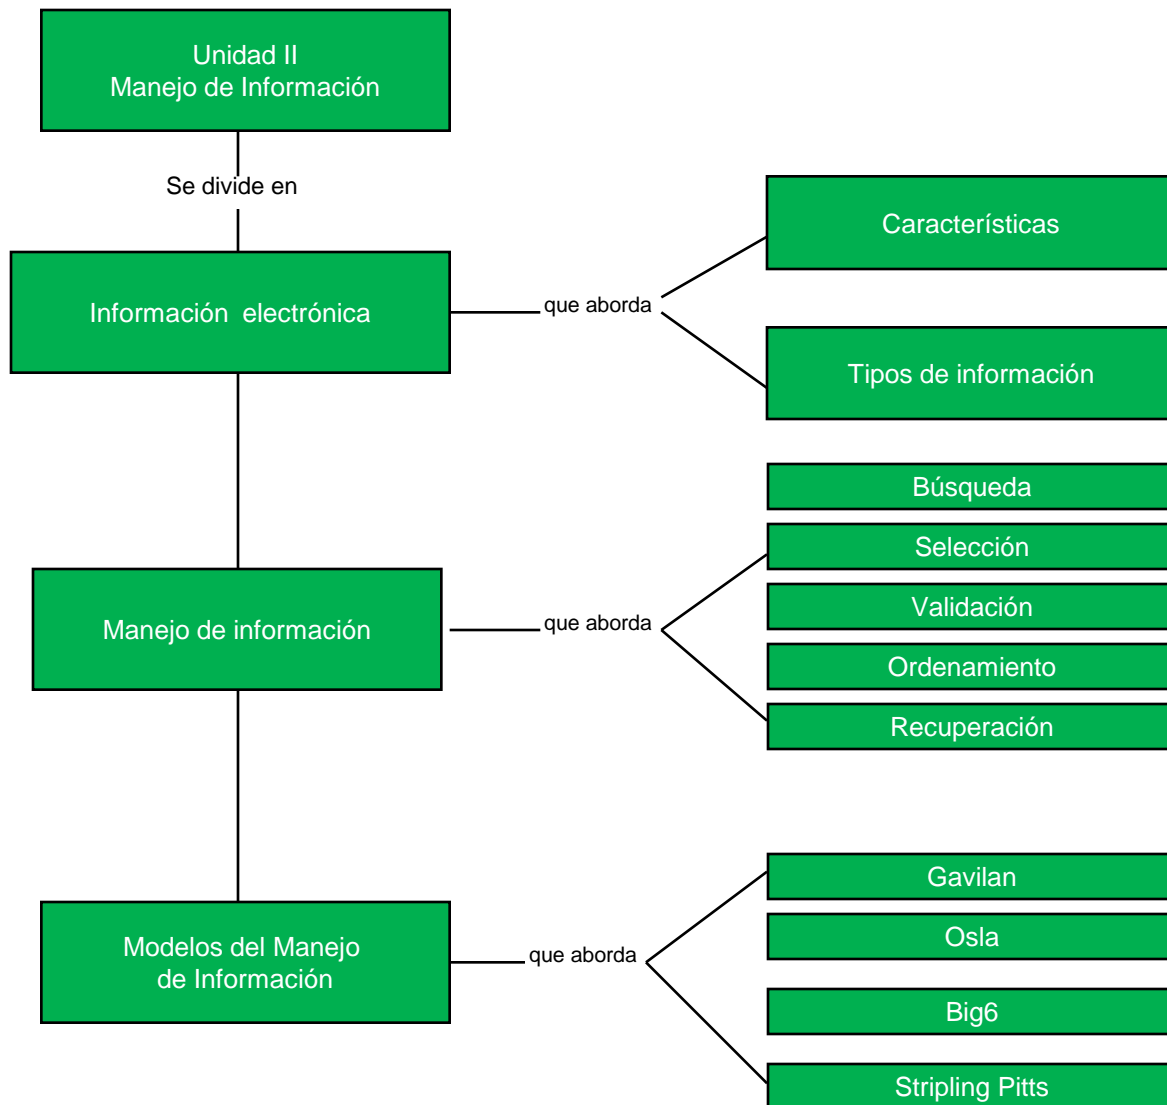 Unidad II
Manejo de Información
Se divide en
Información  electrónica
que aborda
Característícas
Tipos de información
Manejo de información
que aborda
Búsqueda
Selección
Validación
Ordenamiento
Recuperación
Modelos del Manejo
de Información
que aborda
Gavilan
Osla
Big6
Stripling Pitts